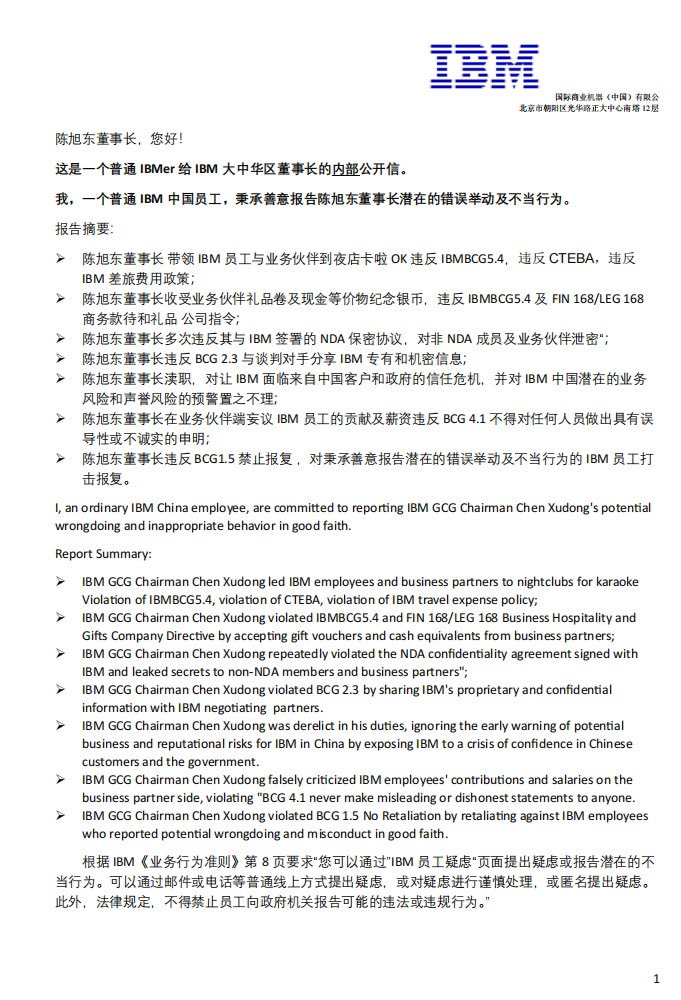 IBM
国际商业机器（中国）有限公
北京市朝阳区光华路正大中心南塔 12 层
陈旭东董事长，您好！
这是一个普通 IBMer 给 IBM 大中华区董事长的内部公开信。
我，一个普通 IBM 中国员工，秉承善意报告陈旭东董事长潜在的错误举动及不当行为。
报告摘要:
➢ 陈旭东董事长 带领 IBM 员工与业务伙伴到夜店卡啦 OK 违反 IBMBCG5.4，违反 CTEBA，违反
IBM 差旅费用政策；
➢ 陈旭东董事长收受业务伙伴礼品卷及现金等价物纪念银币，违反 IBMBCG5.4 及 FIN 168/LEG 168
商务款待和礼品 公司指令；
➢ 陈旭东董事长多次违反其与 IBM 签署的 NDA 保密协议，对非 NDA 成员及业务伙伴泄密“；
➢ 陈旭东董事长违反 BCG 2.3 与谈判对手分享 IBM 专有和机密信息；
➢ 陈旭东董事长渎职，对让 IBM 面临来自中国客户和政府的信任危机，并对 IBM 中国潜在的业务
风险和声誉风险的预警置之不理；
➢ 陈旭东董事长在业务伙伴端妄议 IBM 员工的贡献及薪资违反 BCG 4.1 不得对任何人员做出具有误
导性或不诚实的申明；
➢ 陈旭东董事长违反 BCG1.5 禁止报复 ，对秉承善意报告潜在的错误举动及不当行为的 IBM 员工打
击报复。
I, an ordinary IBM China employee, are committed to reporting IBM GCG Chairman Chen Xudong's potential
wrongdoing and inappropriate behavior in good faith.
Report Summary:
➢ IBM GCG Chairman Chen Xudong led IBM employees and business partners to nightclubs for karaoke
Violation of IBMBCG5.4, violation of CTEBA, violation of IBM travel expense policy;
➢ IBM GCG Chairman Chen Xudong violated IBMBCG5.4 and FIN 168/LEG 168 Business Hospitality and
Gifts Company Directive by accepting gift vouchers and cash equivalents from business partners;
➢ IBM GCG Chairman Chen Xudong repeatedly violated the NDA confidentiality agreement signed with
IBM and leaked secrets to non-NDA members and business partners";
➢ IBM GCG Chairman Chen Xudong violated BCG 2.3 by sharing IBM's proprietary and confidential
information with IBM negotiating partners.
➢ IBM GCG Chairman Chen Xudong was derelict in his duties, ignoring the early warning of potential
business and reputational risks for IBM in China by exposing IBM to a crisis of confidence in Chinese
customers and the government.
➢ IBM GCG Chairman Chen Xudong falsely criticized IBM employees' contributions and salaries on the
business partner side, violating "BCG 4.1 never make misleading or dishonest statements to anyone.
➢ IBM GCG Chairman Chen Xudong violated BCG 1.5 No Retaliation by retaliating against IBM employees
who reported potential wrongdoing and misconduct in good faith.
根据 IBM《业务行为准则》第 8 页要求“您可以通过”IBM 员工疑虑“页面提出疑虑或报告潜在的不
当行为。可以通过邮件或电话等普通线上方式提出疑虑，或对疑虑进行谨慎处理，或匿名提出疑虑。
此外，法律规定，不得禁止员工向政府机关报告可能的违法或违规行为。”
1